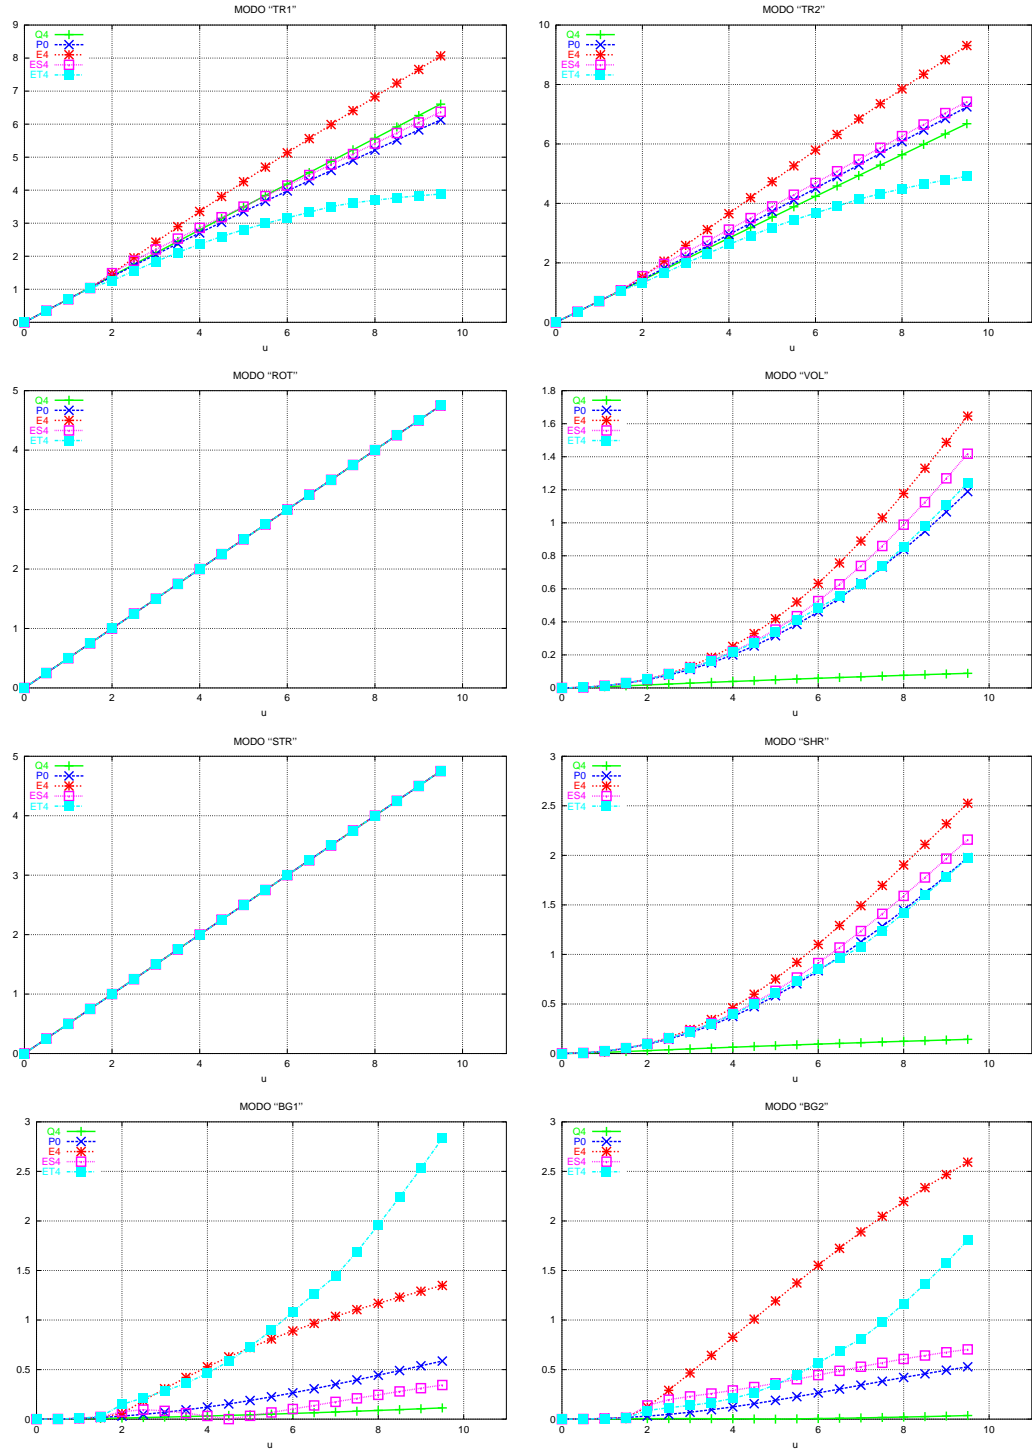 MODO “TR1”
Q4
P0
E4
ES4
ET4
9
8
7
6
5
4
3
2
1
0
0 2 4 6 8 10
u
MODO “TR2”
Q4
P0
E4
ES4
ET4
10
8
6
4
2
0
0 2 4 6 8 10
u
MODO “ROT”
Q4
P0
E4
ES4
ET4
5
4
3
2
1
0
0 2 4 6 8 10
u
MODO “VOL”
Q4
P0
E4
ES4
ET4
1.8
1.6
1.4
1.2
1
0.8
0.6
0.4
0.2
0
0 2 4 6 8 10
u
MODO “STR”
Q4
P0
E4
ES4
ET4
5
4
3
2
1
0
0 2 4 6 8 10
u
MODO “SHR”
Q4
P0
E4
ES4
ET4
3
2.5
2
1.5
1
0.5
0
0 2 4 6 8 10
u
MODO “BG1”
Q4
P0
E4
ES4
ET4
3
2.5
2
1.5
1
0.5
0
0 2 4 6 8 10
u
MODO “BG2”
Q4
P0
E4
ES4
ET4
3
2.5
2
1.5
1
0.5
0
0 2 4 6 8 10
u